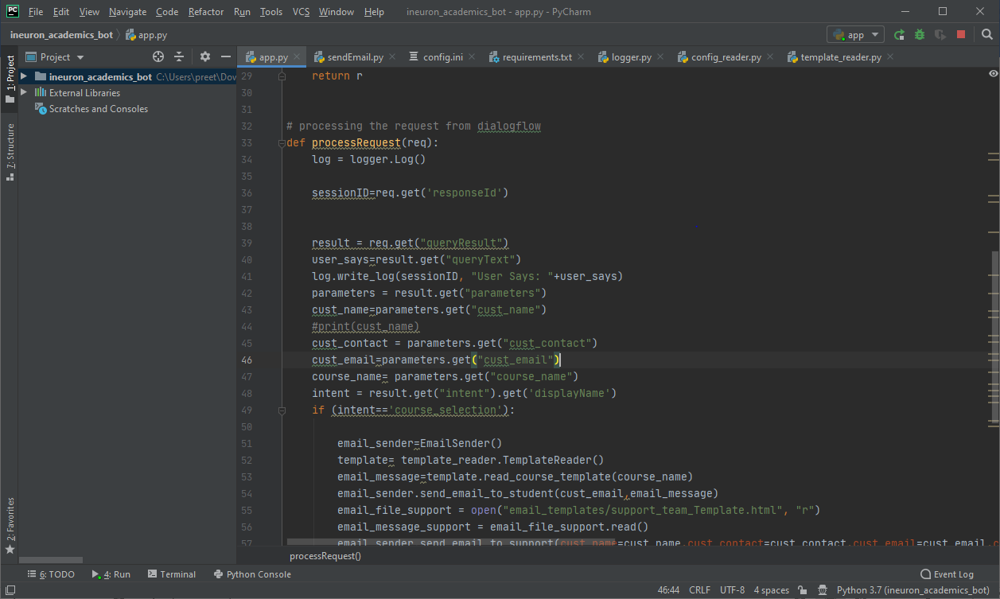 PC File Edit View Navigate Code Refactor Run Tools VCS Window Help ineuron_academics_bot - app.py - PyCharm
ineuron_academics_bot app.py app
1: Project
7: Structure
2: Favorites
Project
ineuron_academics_bot C:\Users\preet\Dov
External Libraries
Scratches and Consoles
app.py sendEmail.py config.ini requirements.txt logger.py config_reader.py template_reader.py
29 return r
30
31
32 # processing the request from dialogflow
33 def processRequest(req):
34 log = logger.Log()
35
36 sessionID=req.get('responseId')
37
38
39 result = req.get("queryResult")
40 user_says=result.get("queryText")
41 log.write_log(sessionID, "User Says: "+user_says)
42 parameters = result.get("parameters")
43 cust_name=parameters.get("cust_name")
44 #print(cust_name)
45 cust_contact = parameters.get("cust_contact")
46 cust_email=parameters.get("cust_email")
47 course_name= parameters.get("course_name")
48 intent = result.get("intent").get('displayName')
49 if (intent=='course_selection'):
50
51 email_sender=EmailSender()
52 template= template_reader.TemplateReader()
53 email_message=template.read_course_template(course_name)
54 email_sender.send_email_to_student(cust_email,email_message)
55 email_file_support = open("email_templates/support_team_Template.html", "r")
56 email_message_support = email_file_support.read()
57 email_sender.send_email_to_support(cust_name=cust_name,cust_contact=cust_contact,cust_email=cust_email,c
processRequest()
6: TODO 4: Run Terminal Python Console Event Log
46:44 CRLF UTF-8 4 spaces Python 3.7 (ineuron_academics_bot)